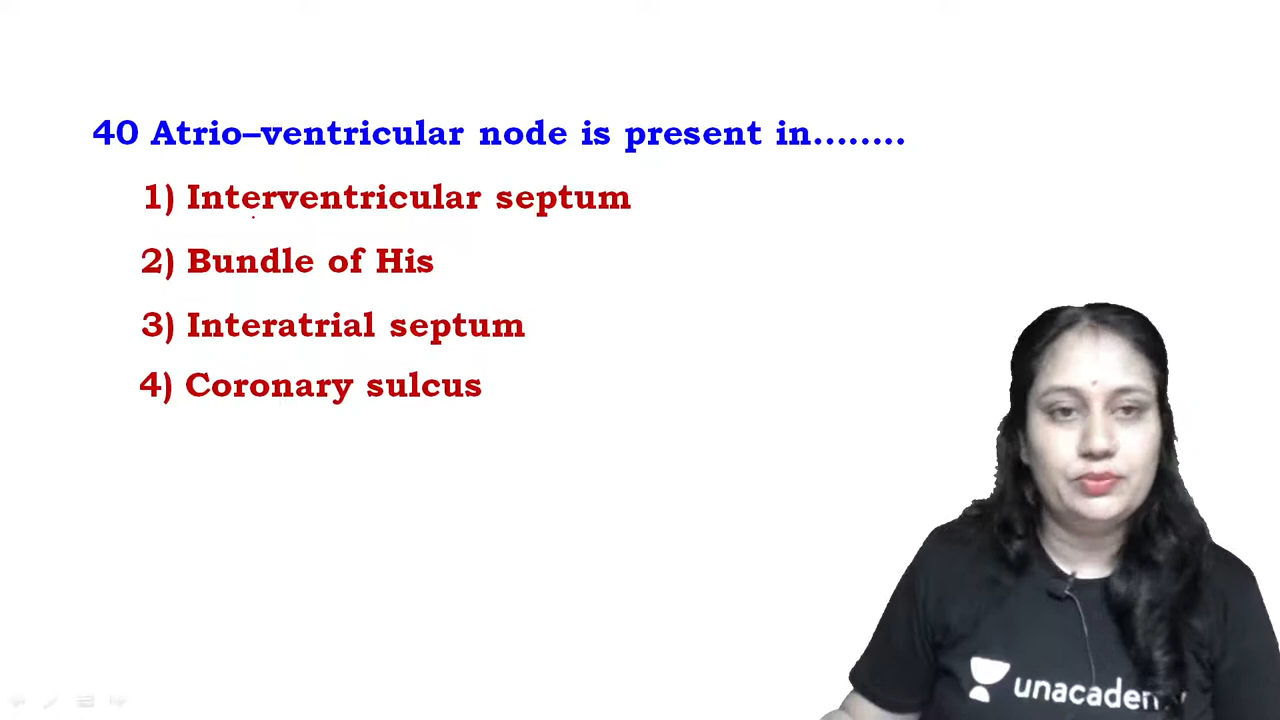 40 Atrio–ventricular node is present in........
1) Interventricular septum
2) Bundle of His
3) Interatrial septum
4) Coronary sulcus